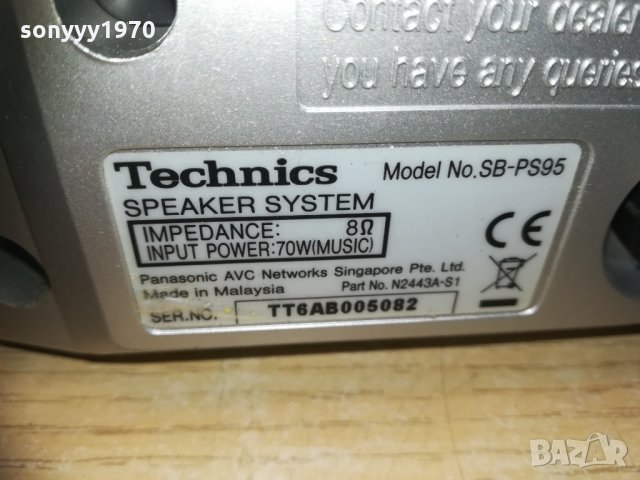 sonyyy1970
Contact your dealer
you have any queries
Technics
Model No.SB-PS95
SPEAKER SYSTEM
IMPEDANCE: 8Ω
INPUT POWER:70W(MUSIC)
CE
Panasonic AVC Networks Singapore Pte. Ltd.
Made in Malaysia
Part No. N2443A-S1
SER.NO. TT6AB005082
BAZAR